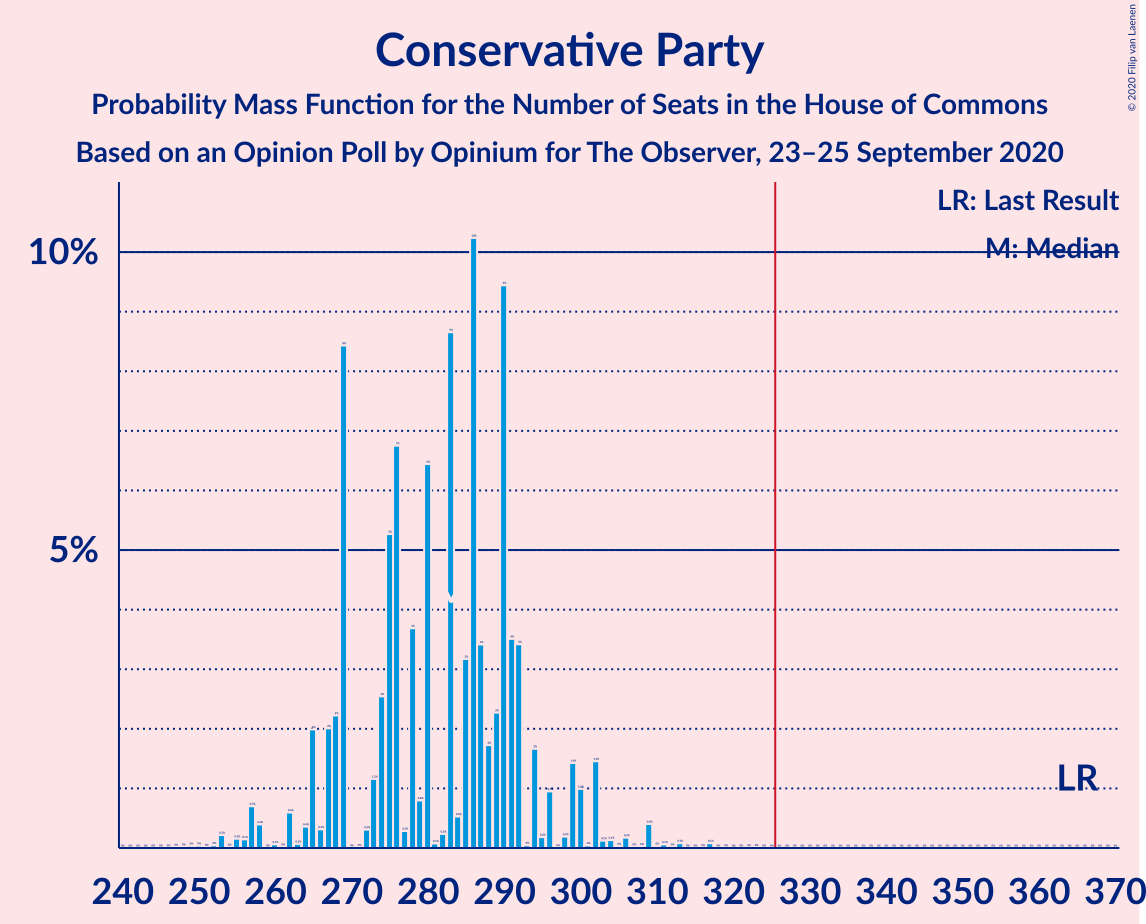 Conservative Party
Probability Mass Function for the Number of Seats in the House of Commons
Based on an Opinion Poll by Opinium for The Observer, 23–25 September 2020
© 2020 Filip van Laenen
LR: Last Result
M: Median
10%
5%
LR
240 250 260 270 280 290 300 310 320 330 340 350 360 370